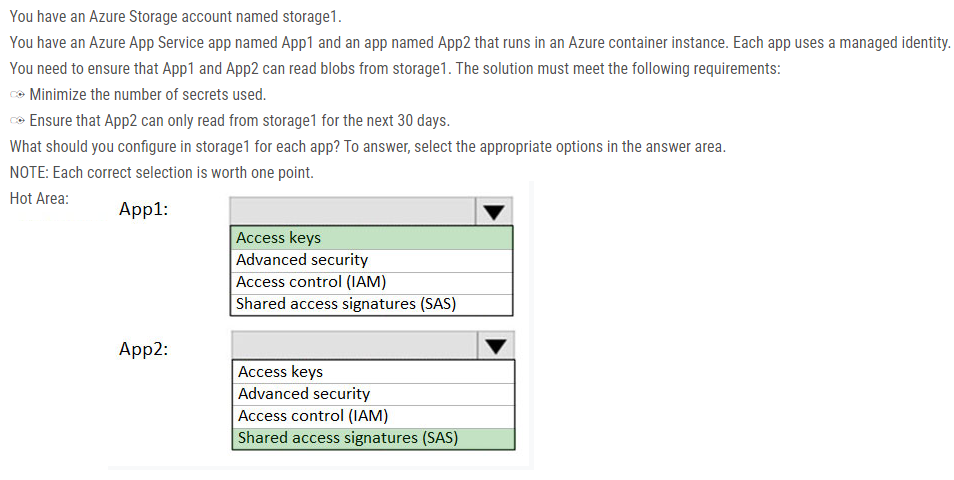 You have an Azure Storage account named storage1.
You have an Azure App Service app named App1 and an app named App2 that runs in an Azure container instance. Each app uses a managed identity.
You need to ensure that App1 and App2 can read blobs from storage1. The solution must meet the following requirements:
Minimize the number of secrets used.
Ensure that App2 can only read from storage1 for the next 30 days.
What should you configure in storage1 for each app? To answer, select the appropriate options in the answer area.
NOTE: Each correct selection is worth one point.
Hot Area:
App1:
Access keys
Advanced security
Access control (IAM)
Shared access signatures (SAS)
App2:
Access keys
Advanced security
Access control (IAM)
Shared access signatures (SAS)